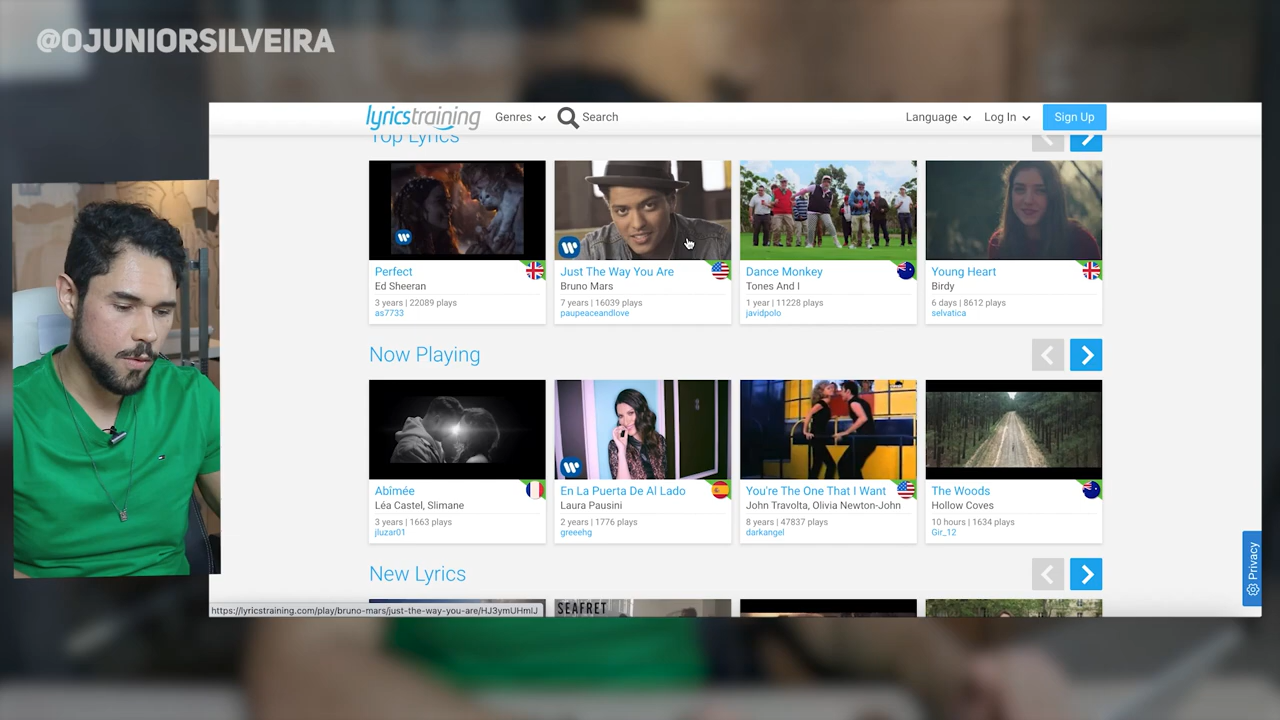 @OJUNIORSILVEIRA
lyricstraining Genres Search Language Log In Sign Up
Top Lyrics
Perfect
Ed Sheeran
3 years | 22089 plays
as7733
Just The Way You Are
Bruno Mars
7 years | 16039 plays
paupeaceandlove
Dance Monkey
Tones And I
1 year | 11228 plays
javidpolo
Young Heart
Birdy
6 days | 8612 plays
selvatica
Now Playing
Abîmée
Léa Castel, Slimane
3 years | 1663 plays
jluzar01
En La Puerta De Al Lado
Laura Pausini
2 years | 1776 plays
greeehg
You're The One That I Want
John Travolta, Olivia Newton-John
8 years | 47837 plays
darkangel
The Woods
Hollow Coves
10 hours | 1634 plays
Gir_12
Privacy
New Lyrics
SEAFRET
https://lyricstraining.com/play/bruno-mars/just-the-way-you-are/HJ3ymUHmIJ